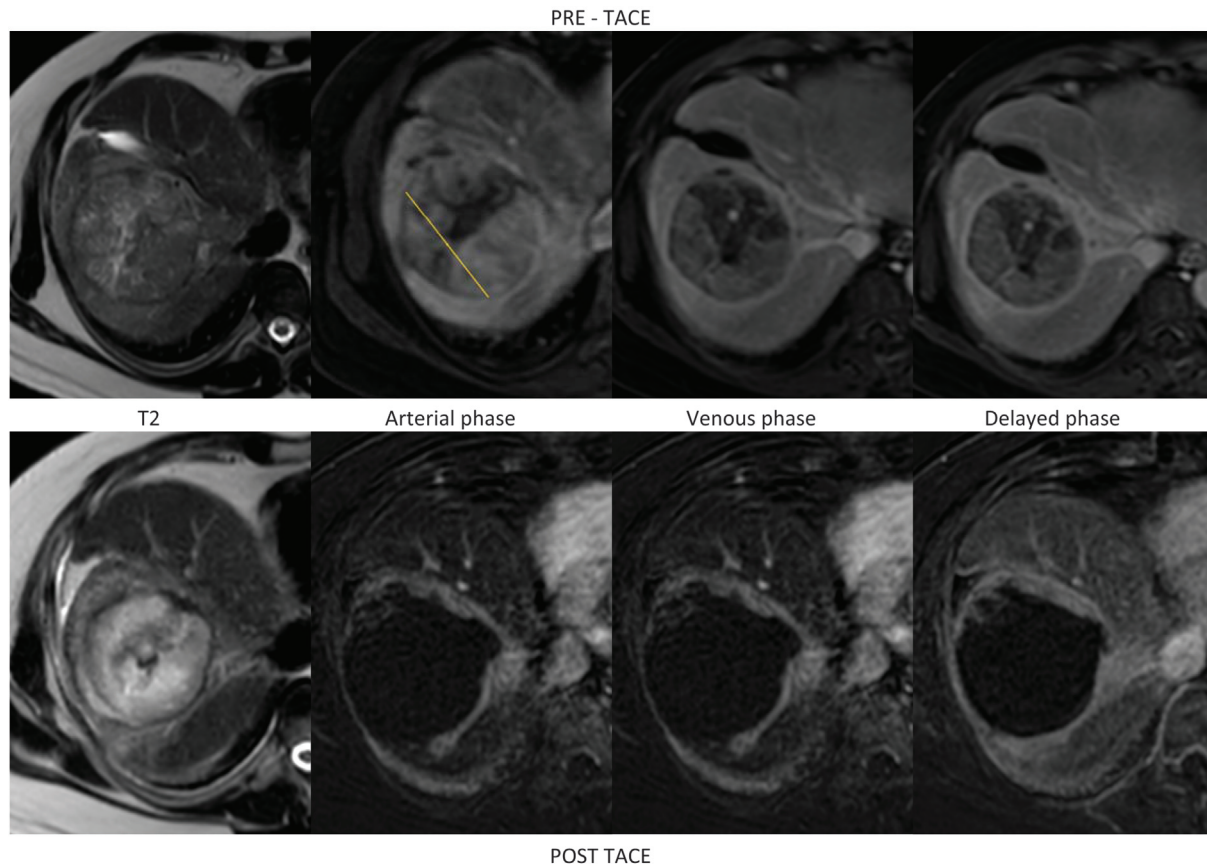 PRE - TACE
T2
Arterial phase
Venous phase
Delayed phase
POST TACE